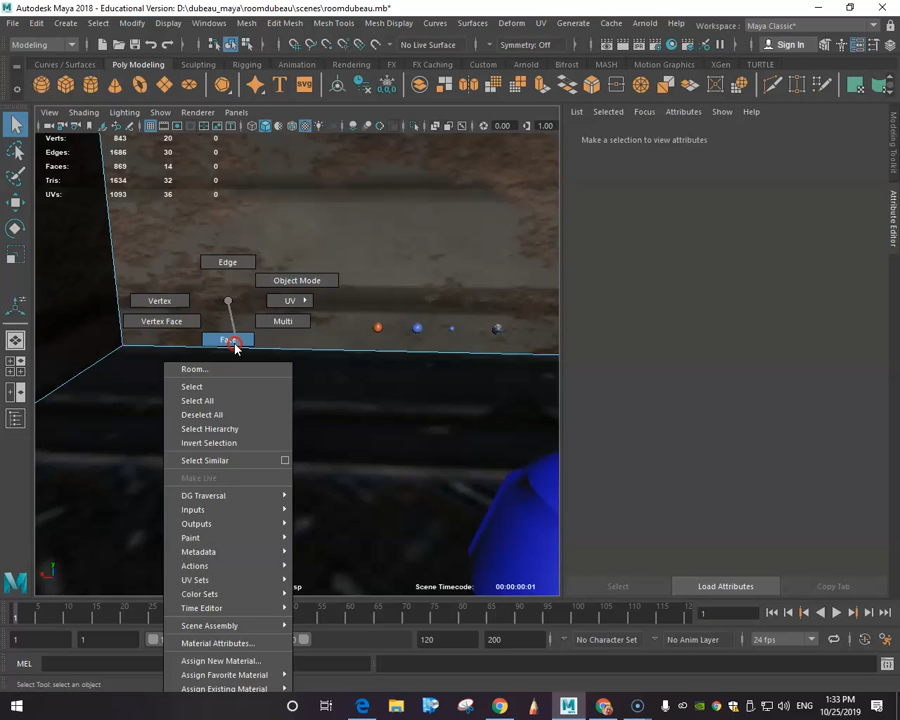 Autodesk Maya 2018 - Educational Version: D:\dubeau_maya\roomdubeau\scenes\roomdubeau.mb*
File Edit Create Select Modify Display Windows Mesh Edit Mesh Mesh Tools Mesh Display Curves Surfaces Deform UV Generate Cache Arnold Help Workspace : Maya Classic*
Modeling No Live Surface Symmetry: Off Sign In
Curves / Surfaces Poly Modeling Sculpting Rigging Animation Rendering FX FX Caching Custom Arnold Bifrost MASH Motion Graphics XGen TURTLE
View Shading Lighting Show Renderer Panels
List Selected Focus Attributes Show Help
0.00 1.00
Make a selection to view attributes
Verts: 843 20 0
Edges: 1686 30 0
Faces: 869 14 0
Tris: 1634 32 0
UVs: 1093 36 0
Modeling Toolkit
Attribute Editor
Edge
Object Mode
Vertex
UV
Vertex Face
Multi
Room...
Select
Select All
Deselect All
Select Hierarchy
Invert Selection
Select Similar
Make Live
DG Traversal
Inputs
Outputs
Paint
Metadata
Actions
UV Sets
Color Sets
Time Editor
Scene Assembly
Material Attributes...
Assign New Material...
Assign Favorite Material
Assign Existing Material
Scene Timecode: 00:00:00:01
Select Load Attributes Copy Tab
1 1 120 200 No Character Set No Anim Layer 24 fps
MEL
Select Tool: select an object
ENG
1:33 PM
10/25/2019